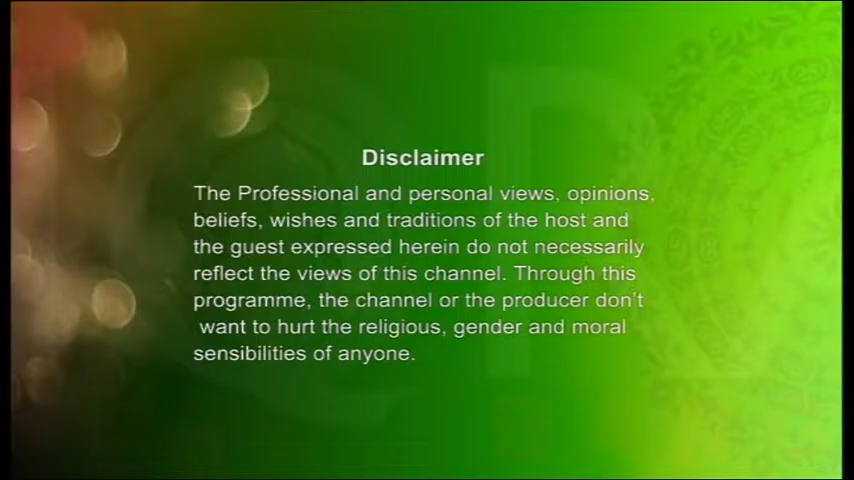 Disclaimer
The Professional and personal views, opinions,
beliefs, wishes and traditions of the host and
the guest expressed herein do not necessarily
reflect the views of this channel. Through this
programme, the channel or the producer don't
want to hurt the religious, gender and moral
sensibilities of anyone.